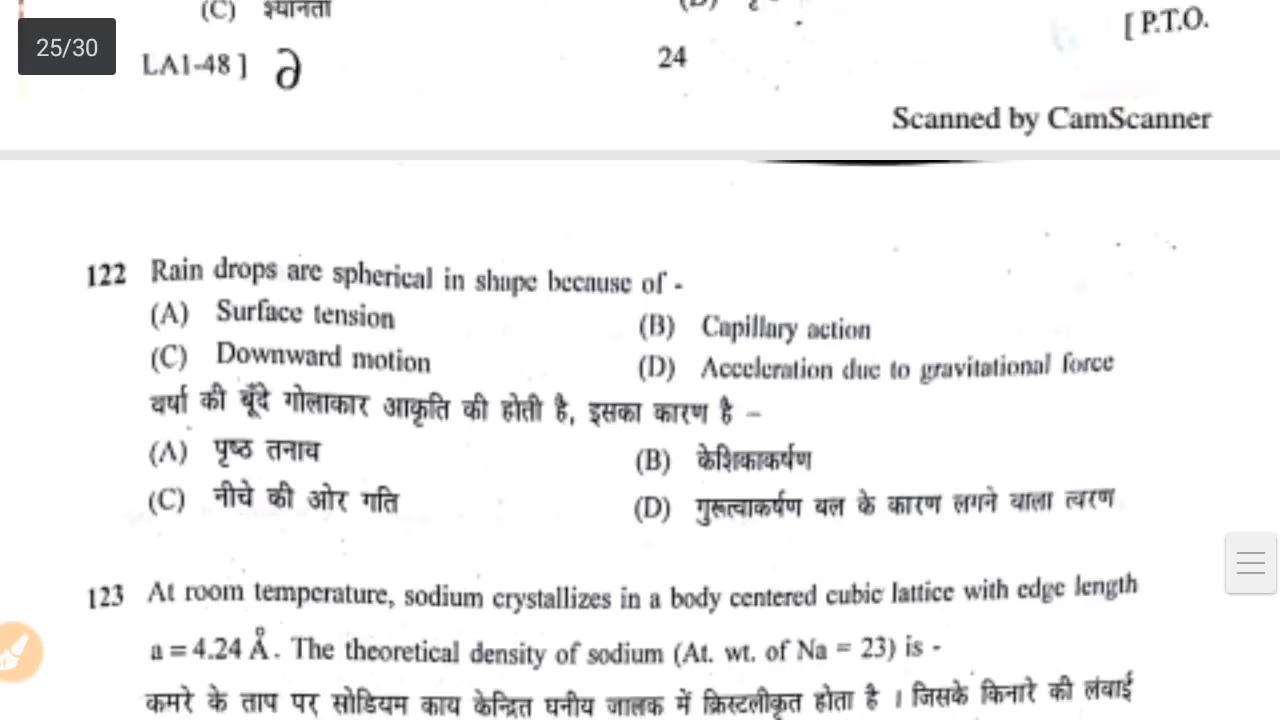 (C) श्यानता
[ P.T.O.
25/30
LA1-48 ] ∂
24
Scanned by CamScanner
122 Rain drops are spherical in shape because of -
(A) Surface tension (B) Capillary action
(C) Downward motion (D) Acceleration due to gravitational force
वर्षा की बूँदे गोलाकार आकृति की होती है, इसका कारण है –
(A) पृष्ठ तनाव (B) केशिकाकर्षण
(C) नीचे की ओर गति (D) गुरूत्वाकर्षण बल के कारण लगने वाला त्वरण
123 At room temperature, sodium crystallizes in a body centered cubic lattice with edge length
a = 4.24 Å. The theoretical density of sodium (At. wt. of Na = 23) is -
कमरे के ताप पर सोडियम काय केन्द्रित घनीय जालक में क्रिस्टलीकृत होता है । जिसके किनारे की लंवाई